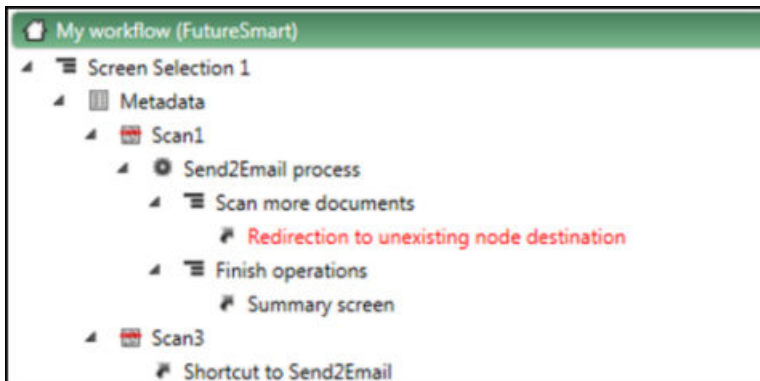 My workflow (FutureSmart)
Screen Selection 1
Metadata
Scan1
Send2Email process
Scan more documents
Redirection to unexisting node destination
Finish operations
Summary screen
Scan3
Shortcut to Send2Email